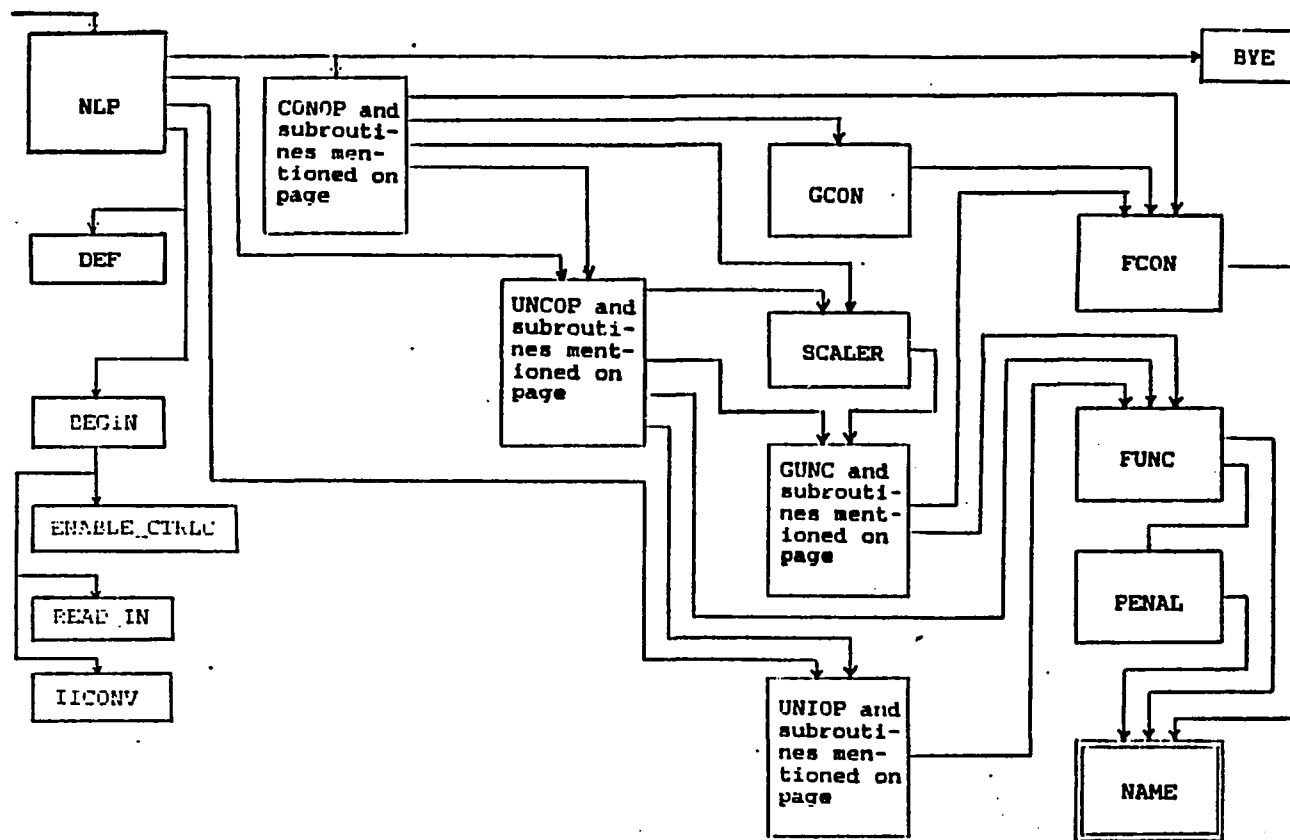 NLP
BYE
CONOP and
subrouti-
nes men-
tioned on
page
GCON
DEF
FCON
UNCOP and
subrouti-
nes ment-
ioned on
page
SCALER
BEGIN
FUNC
GUNC and
subrouti-
nes ment-
ioned on
page
ENABLE_CTRLC
PENAL
READ_IN
IICONV
UNIOP and
subrouti-
nes men-
tioned on
page
NAME